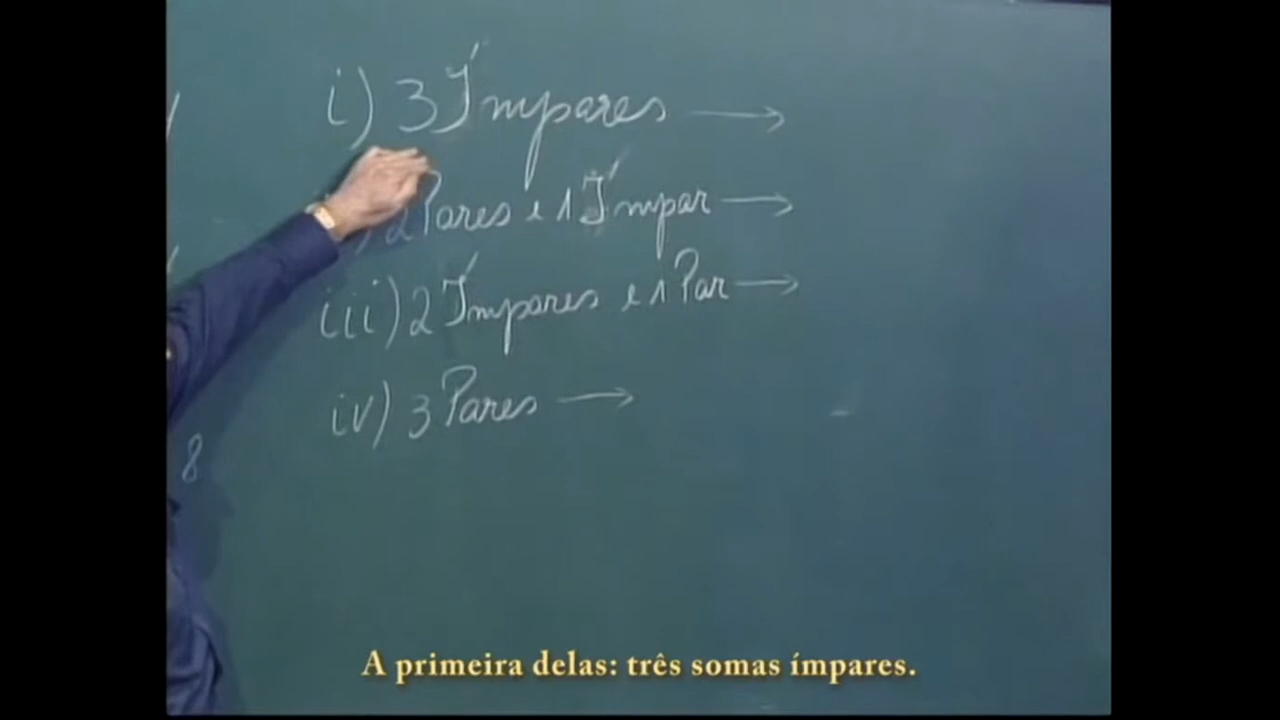 i) 3 Ímpares →
2 Pares e 1 Ímpar →
iii) 2 Ímpares e 1 Par →
iv) 3 Pares →
8
A primeira delas: três somas ímpares.